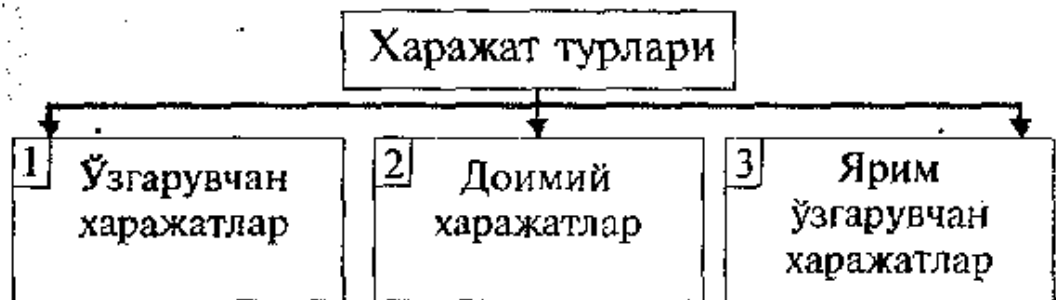 Харажат турлари
1
Ўзгарувчан
харажатлар
2
Доимий
харажатлар
3
Ярим
ўзгарувчан
харажатлар